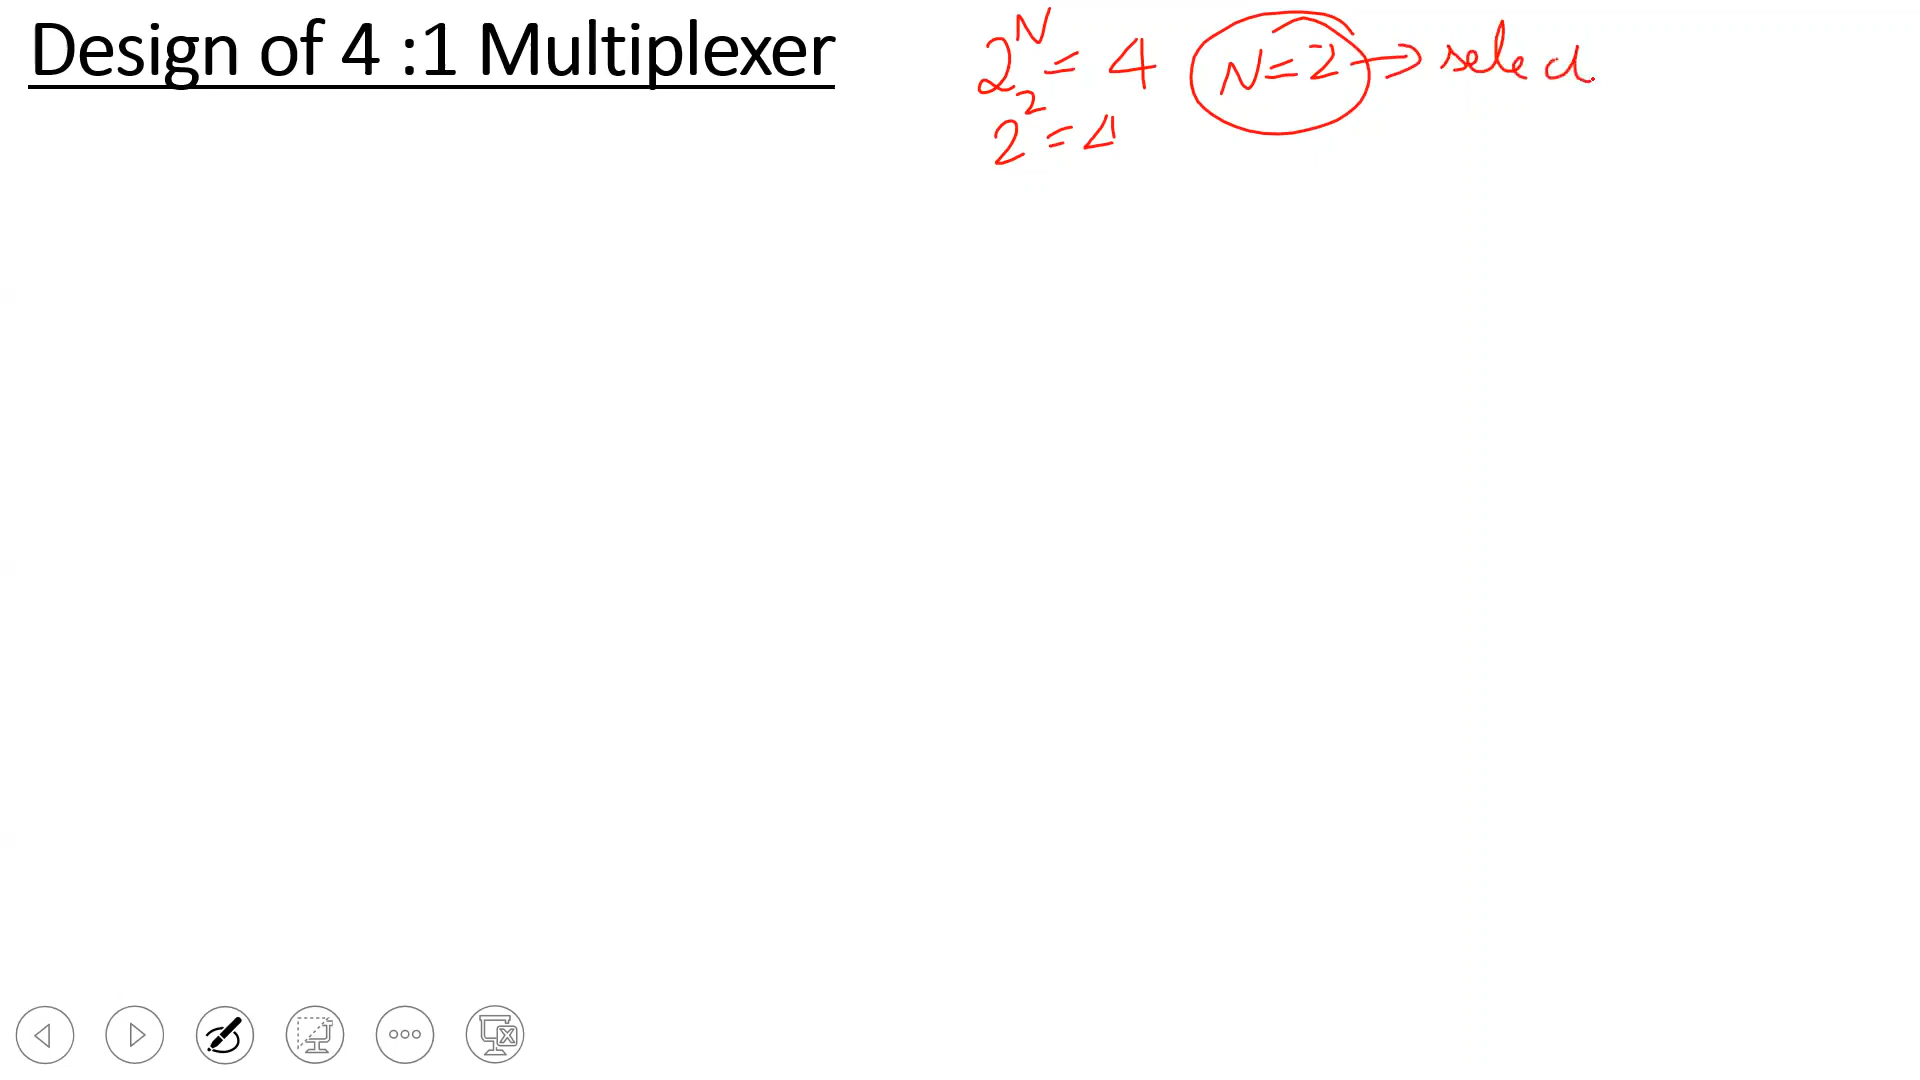 Design of 4 :1 Multiplexer
2^N = 4 N=2 → select
2^2 = 4